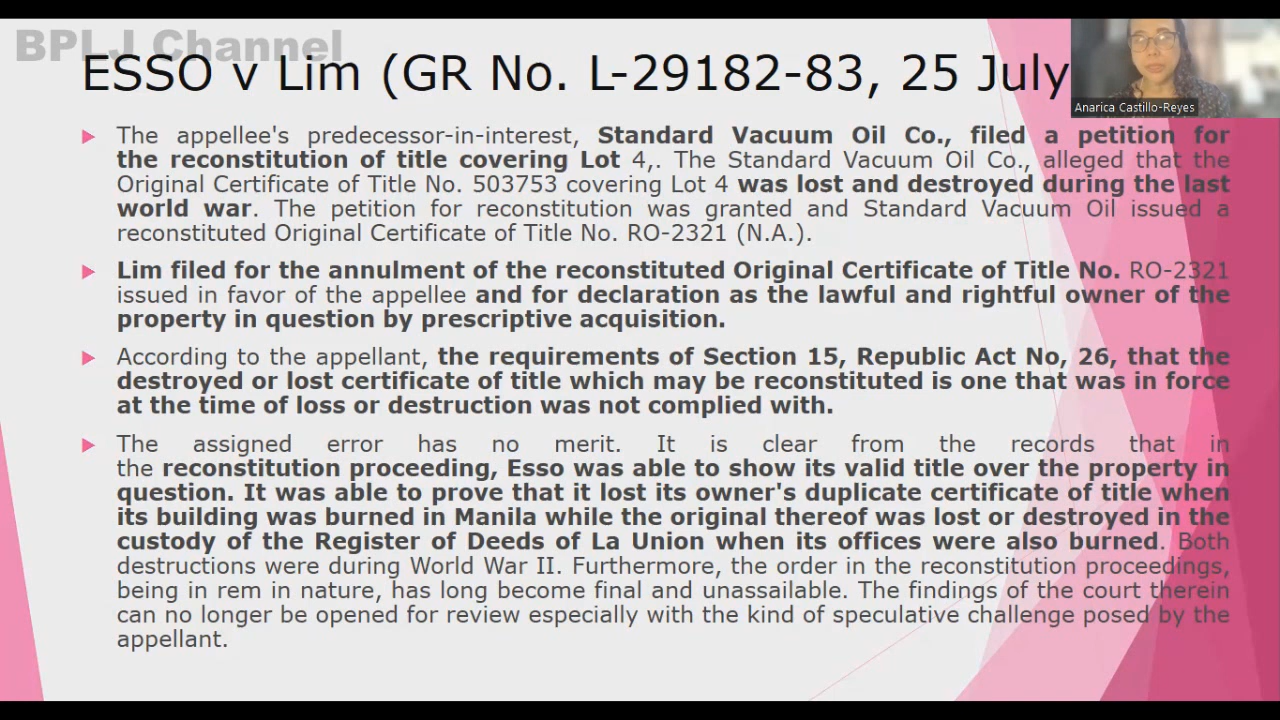 BPLJ Channel
ESSO v Lim (GR No. L-29182-83, 25 July
Anarica Castillo-Reyes
The appellee's predecessor-in-interest, Standard Vacuum Oil Co., filed a petition for
the reconstitution of title covering Lot 4,. The Standard Vacuum Oil Co., alleged that the
Original Certificate of Title No. 503753 covering Lot 4 was lost and destroyed during the last
world war. The petition for reconstitution was granted and Standard Vacuum Oil issued a
reconstituted Original Certificate of Title No. RO-2321 (N.A.).
Lim filed for the annulment of the reconstituted Original Certificate of Title No. RO-2321
issued in favor of the appellee and for declaration as the lawful and rightful owner of the
property in question by prescriptive acquisition.
According to the appellant, the requirements of Section 15, Republic Act No, 26, that the
destroyed or lost certificate of title which may be reconstituted is one that was in force
at the time of loss or destruction was not complied with.
The assigned error has no merit. It is clear from the records that in
the reconstitution proceeding, Esso was able to show its valid title over the property in
question. It was able to prove that it lost its owner's duplicate certificate of title when
its building was burned in Manila while the original thereof was lost or destroyed in the
custody of the Register of Deeds of La Union when its offices were also burned. Both
destructions were during World War II. Furthermore, the order in the reconstitution proceedings,
being in rem in nature, has long become final and unassailable. The findings of the court therein
can no longer be opened for review especially with the kind of speculative challenge posed by the
appellant.